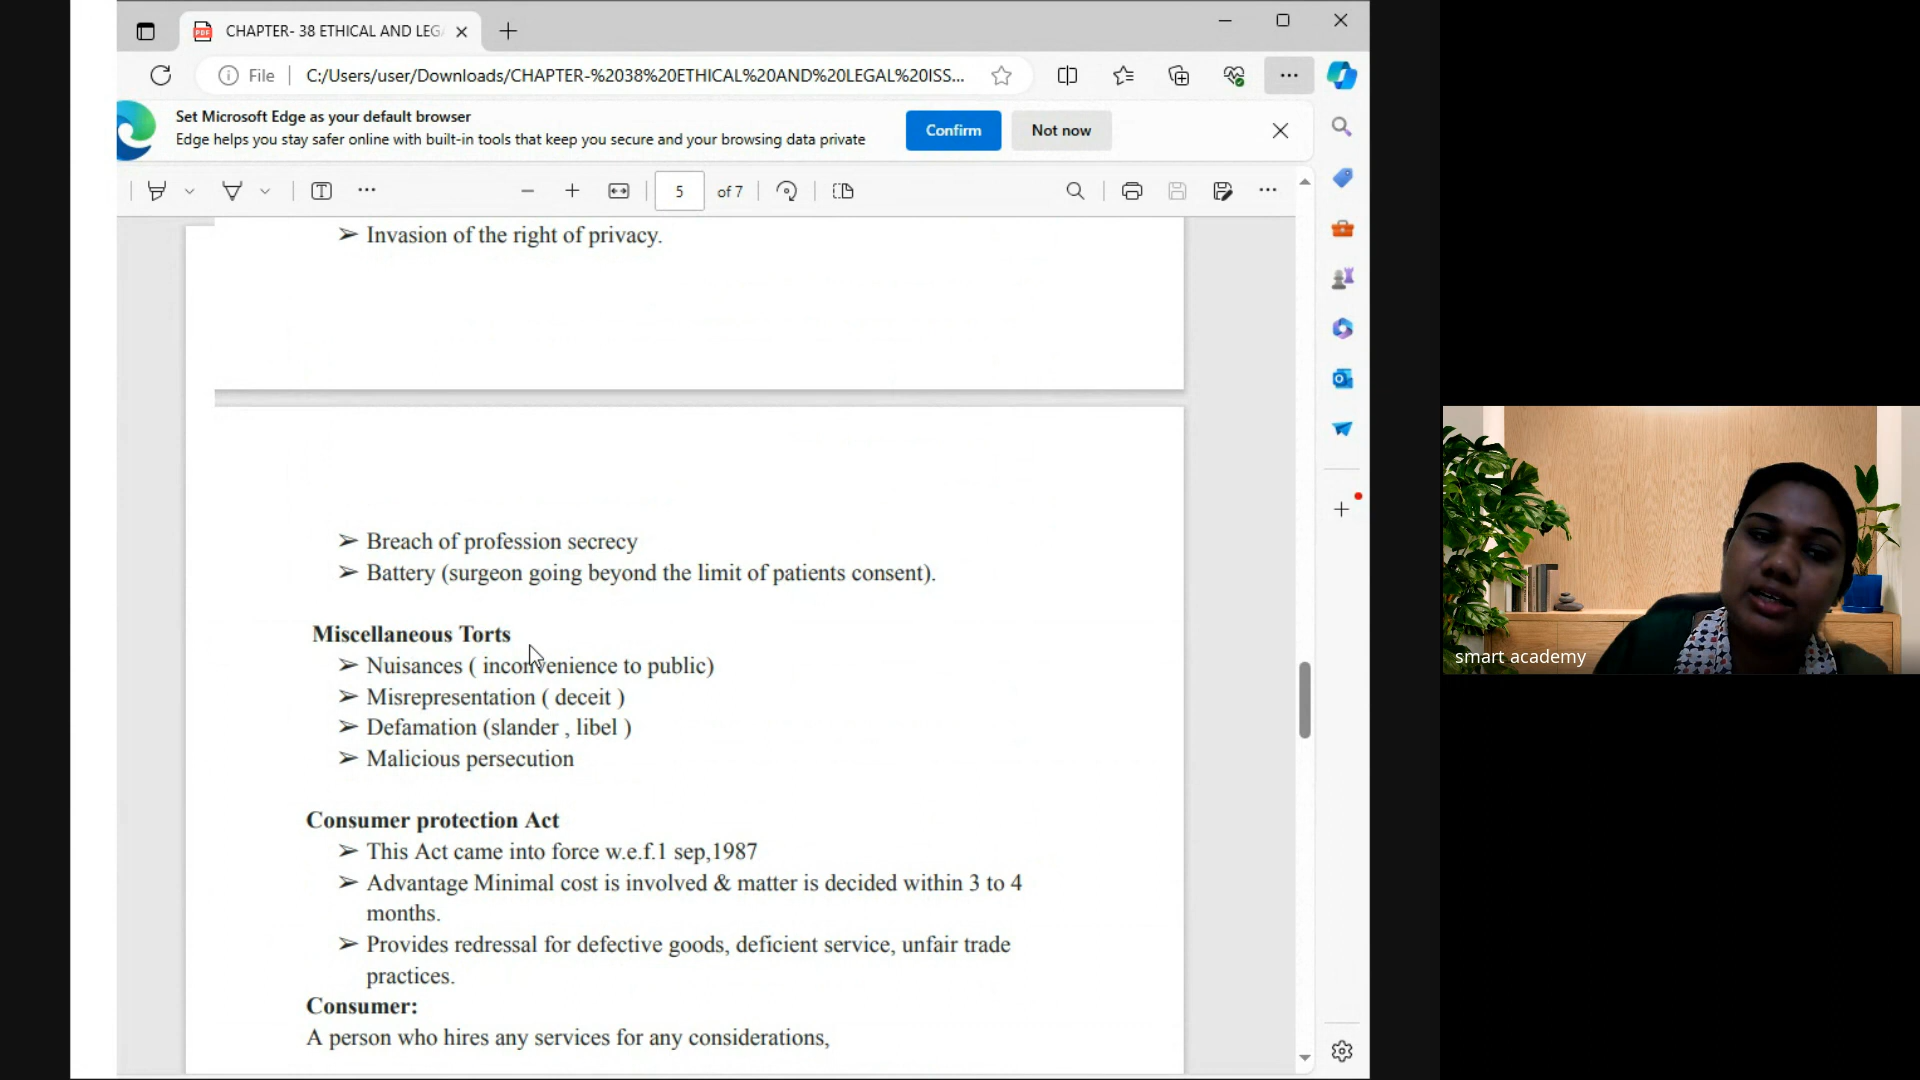 CHAPTER- 38 ETHICAL AND LEG
File
C:/Users/user/Downloads/CHAPTER-%2038%20ETHICAL%20AND%20LEGAL%20ISS...
Set Microsoft Edge as your default browser
Edge helps you stay safer online with built-in tools that keep you secure and your browsing data private
Confirm
Not now
5 of 7
➢ Invasion of the right of privacy.
➢ Breach of profession secrecy
➢ Battery (surgeon going beyond the limit of patients consent).
Miscellaneous Torts
➢ Nuisances ( inconvenience to public)
➢ Misrepresentation ( deceit )
➢ Defamation (slander , libel )
➢ Malicious persecution
Consumer protection Act
➢ This Act came into force w.e.f.1 sep,1987
➢ Advantage Minimal cost is involved & matter is decided within 3 to 4
months.
➢ Provides redressal for defective goods, deficient service, unfair trade
practices.
Consumer:
A person who hires any services for any considerations,
smart academy